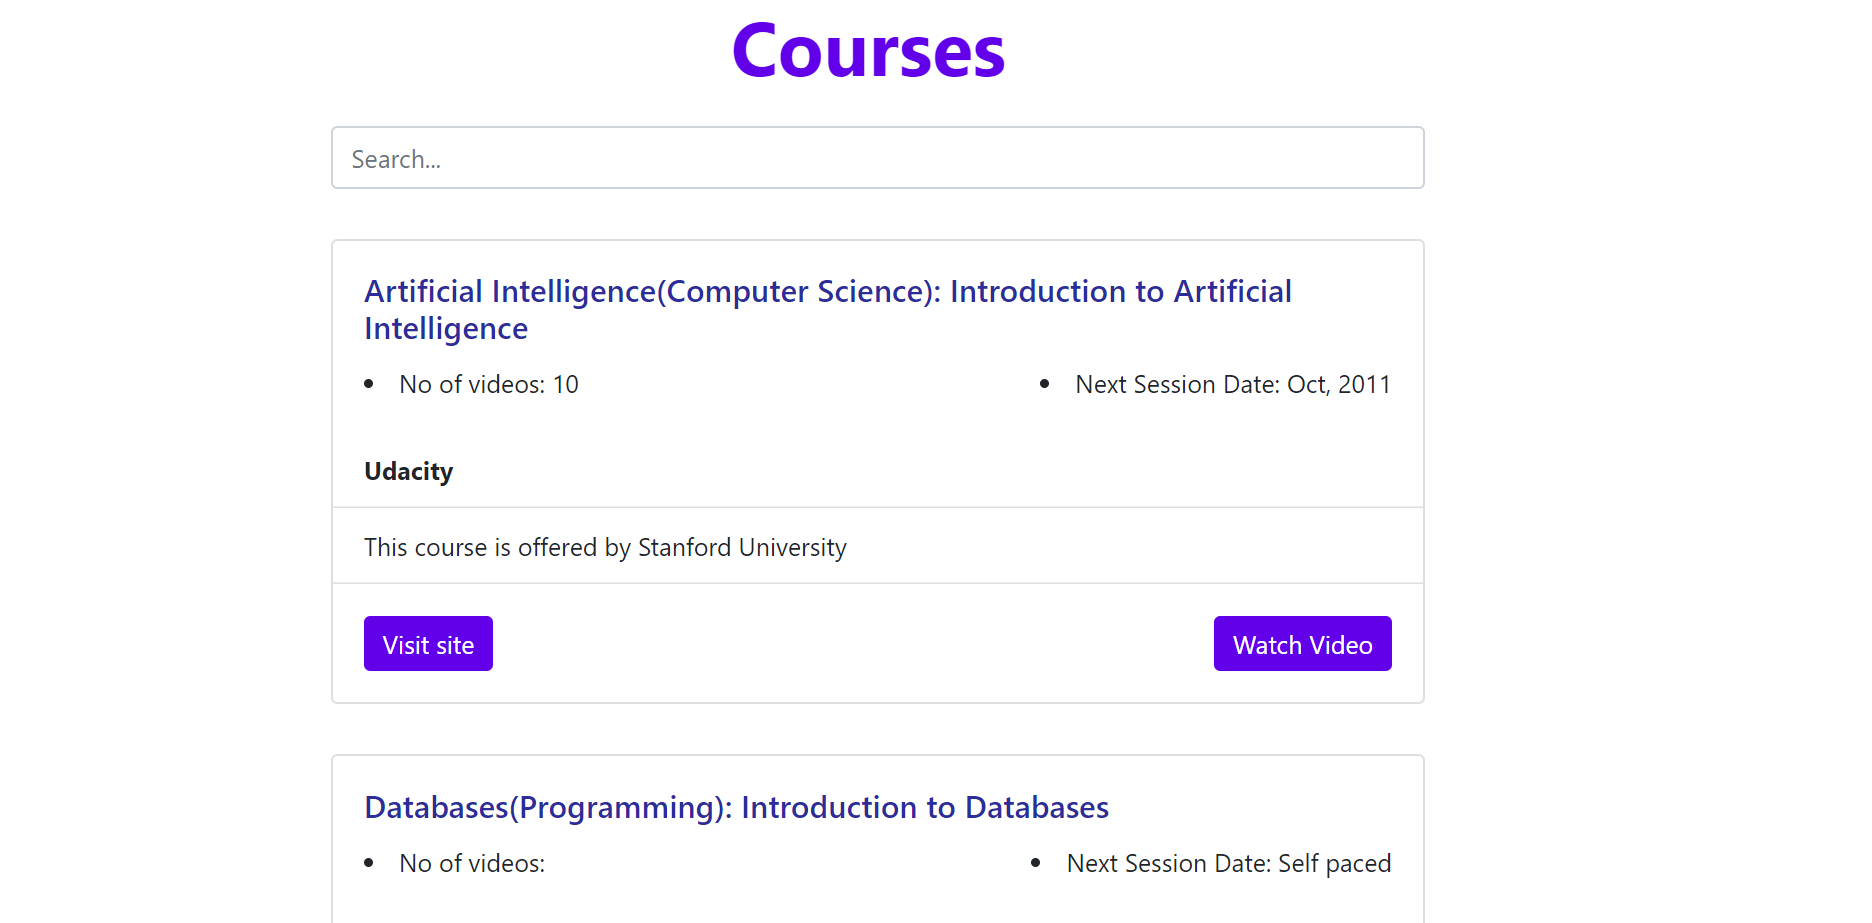 Courses
Search...
Artificial Intelligence(Computer Science): Introduction to Artificial
Intelligence
No of videos: 10
Next Session Date: Oct, 2011
Udacity
This course is offered by Stanford University
Visit site
Watch Video
Databases(Programming): Introduction to Databases
No of videos:
Next Session Date: Self paced